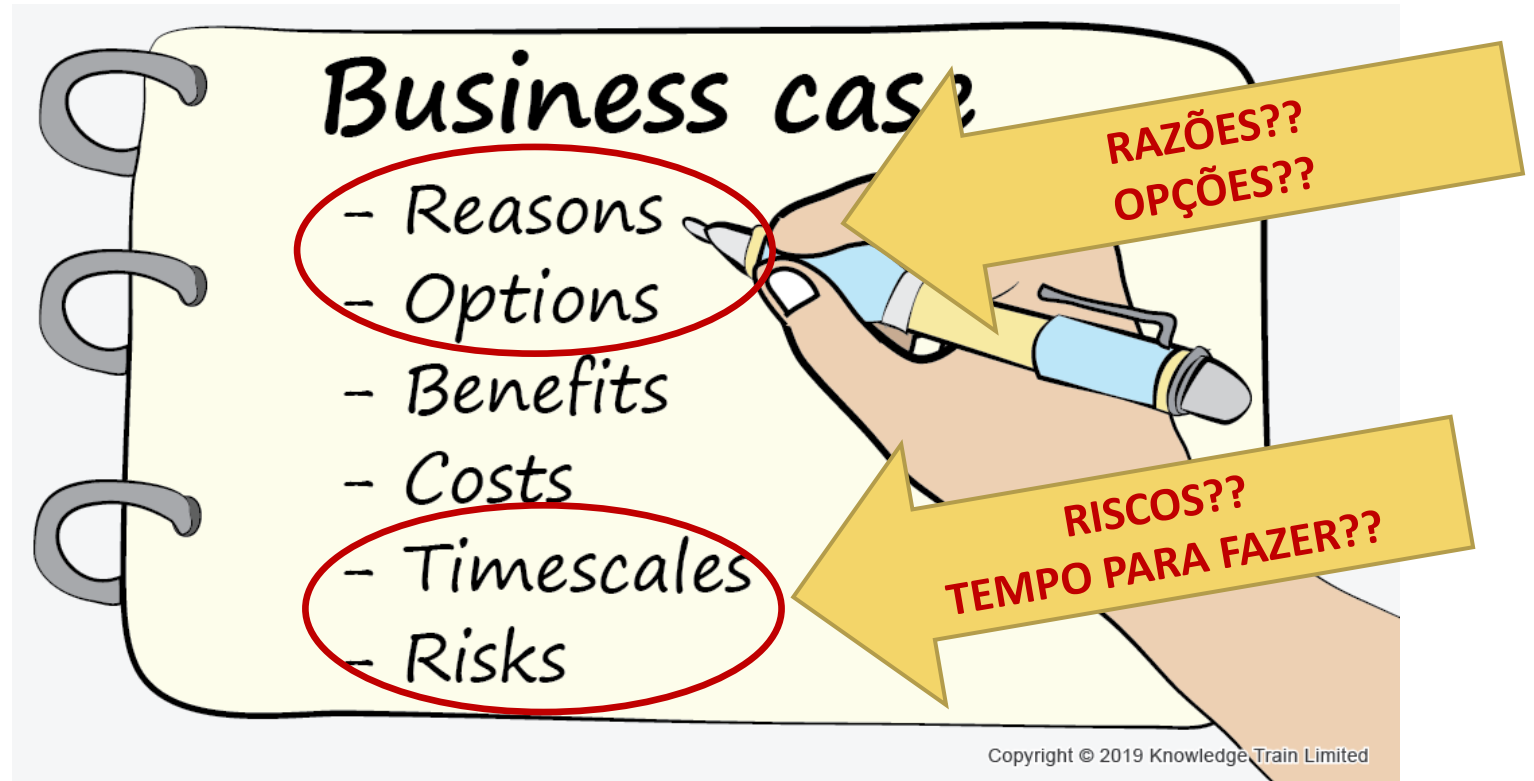 Business case
RAZÕES??
OPÇÕES??
- Reasons
- Options
- Benefits
- Costs
RISCOS??
TEMPO PARA FAZER??
- Timescales
- Risks
Copyright © 2019 Knowledge Train Limited